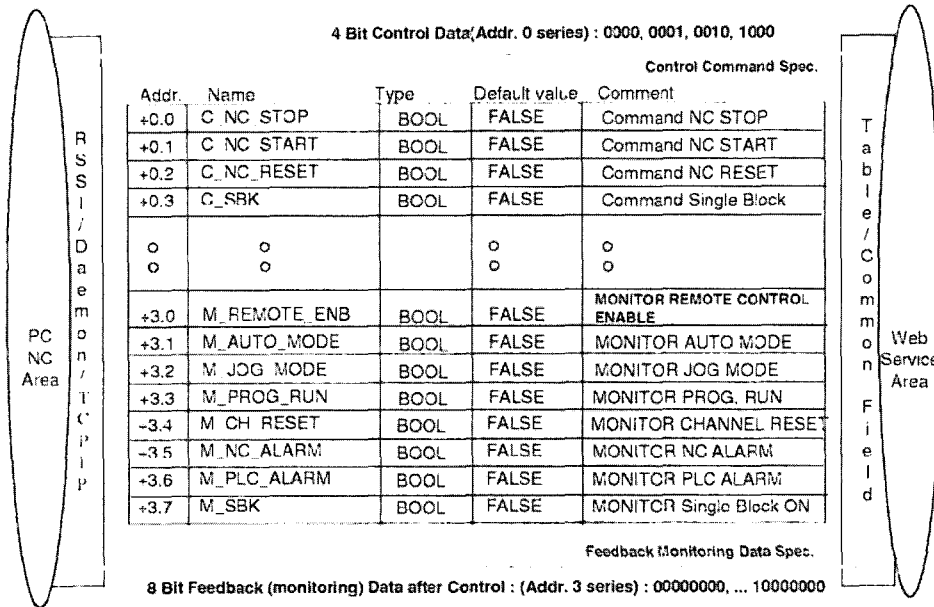 4 Bit Control Data(Addr. 0 series) : 0000, 0001, 0010, 1000
Control Command Spec.
Addr. Name Type Default value Comment
+0.0 C_NC_STOP BOOL FALSE Command NC STOP
+0.1 C_NC_START BOOL FALSE Command NC START
+0.2 C_NC_RESET BOOL FALSE Command NC RESET
+0.3 C_SBK BOOL FALSE Command Single Block
+3.0 M_REMOTE_ENB BOOL FALSE MONITOR REMOTE CONTROL
ENABLE
+3.1 M_AUTO_MODE BOOL FALSE MONITOR AUTO MODE
+3.2 M_JOG_MODE BOOL FALSE MONITOR JOG MODE
+3.3 M_PROG_RUN BOOL FALSE MONITOR PROG. RUN
+3.4 M_CH_RESET BOOL FALSE MONITOR CHANNEL RESET
+3.5 M_NC_ALARM BOOL FALSE MONITOR NC ALARM
+3.6 M_PLC_ALARM BOOL FALSE MONITOR PLC ALARM
+3.7 M_SBK BOOL FALSE MONITOR Single Block ON
Feedback Monitoring Data Spec.
8 Bit Feedback (monitoring) Data after Control : (Addr. 3 series) : 00000000, ... 10000000
PC
NC
Area
RSSI/Daemon/TCPIP
Table/Common Field
Web
Service
Area